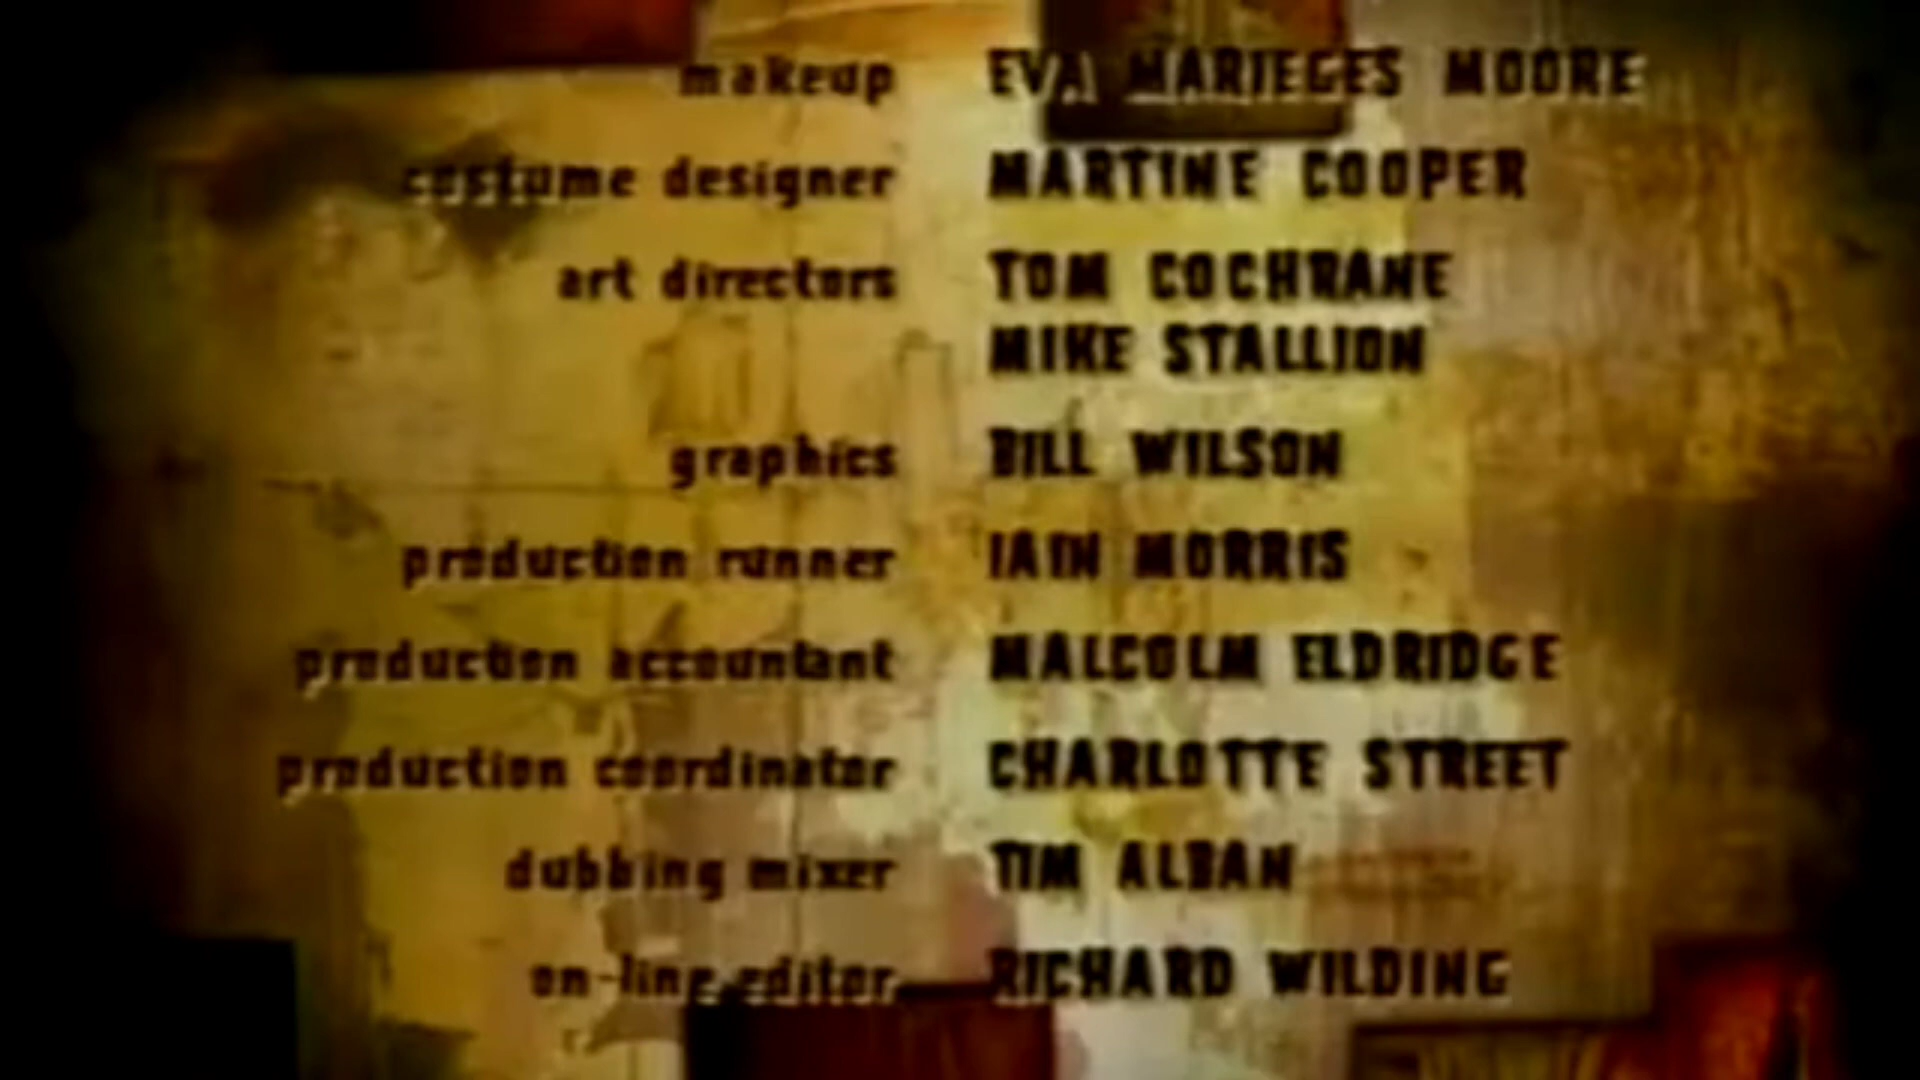 makeup EVA MARIEGES MOORE
costume designer MARTINE COOPER
art directors TOM COCHRANE
MIKE STALLION
graphics BILL WILSON
production runner IAIN MORRIS
production accountant MALCOLM ELDRIDGE
production coordinator CHARLOTTE STREET
dubbing mixer TIM ALBAN
on-line editor RICHARD WILDING